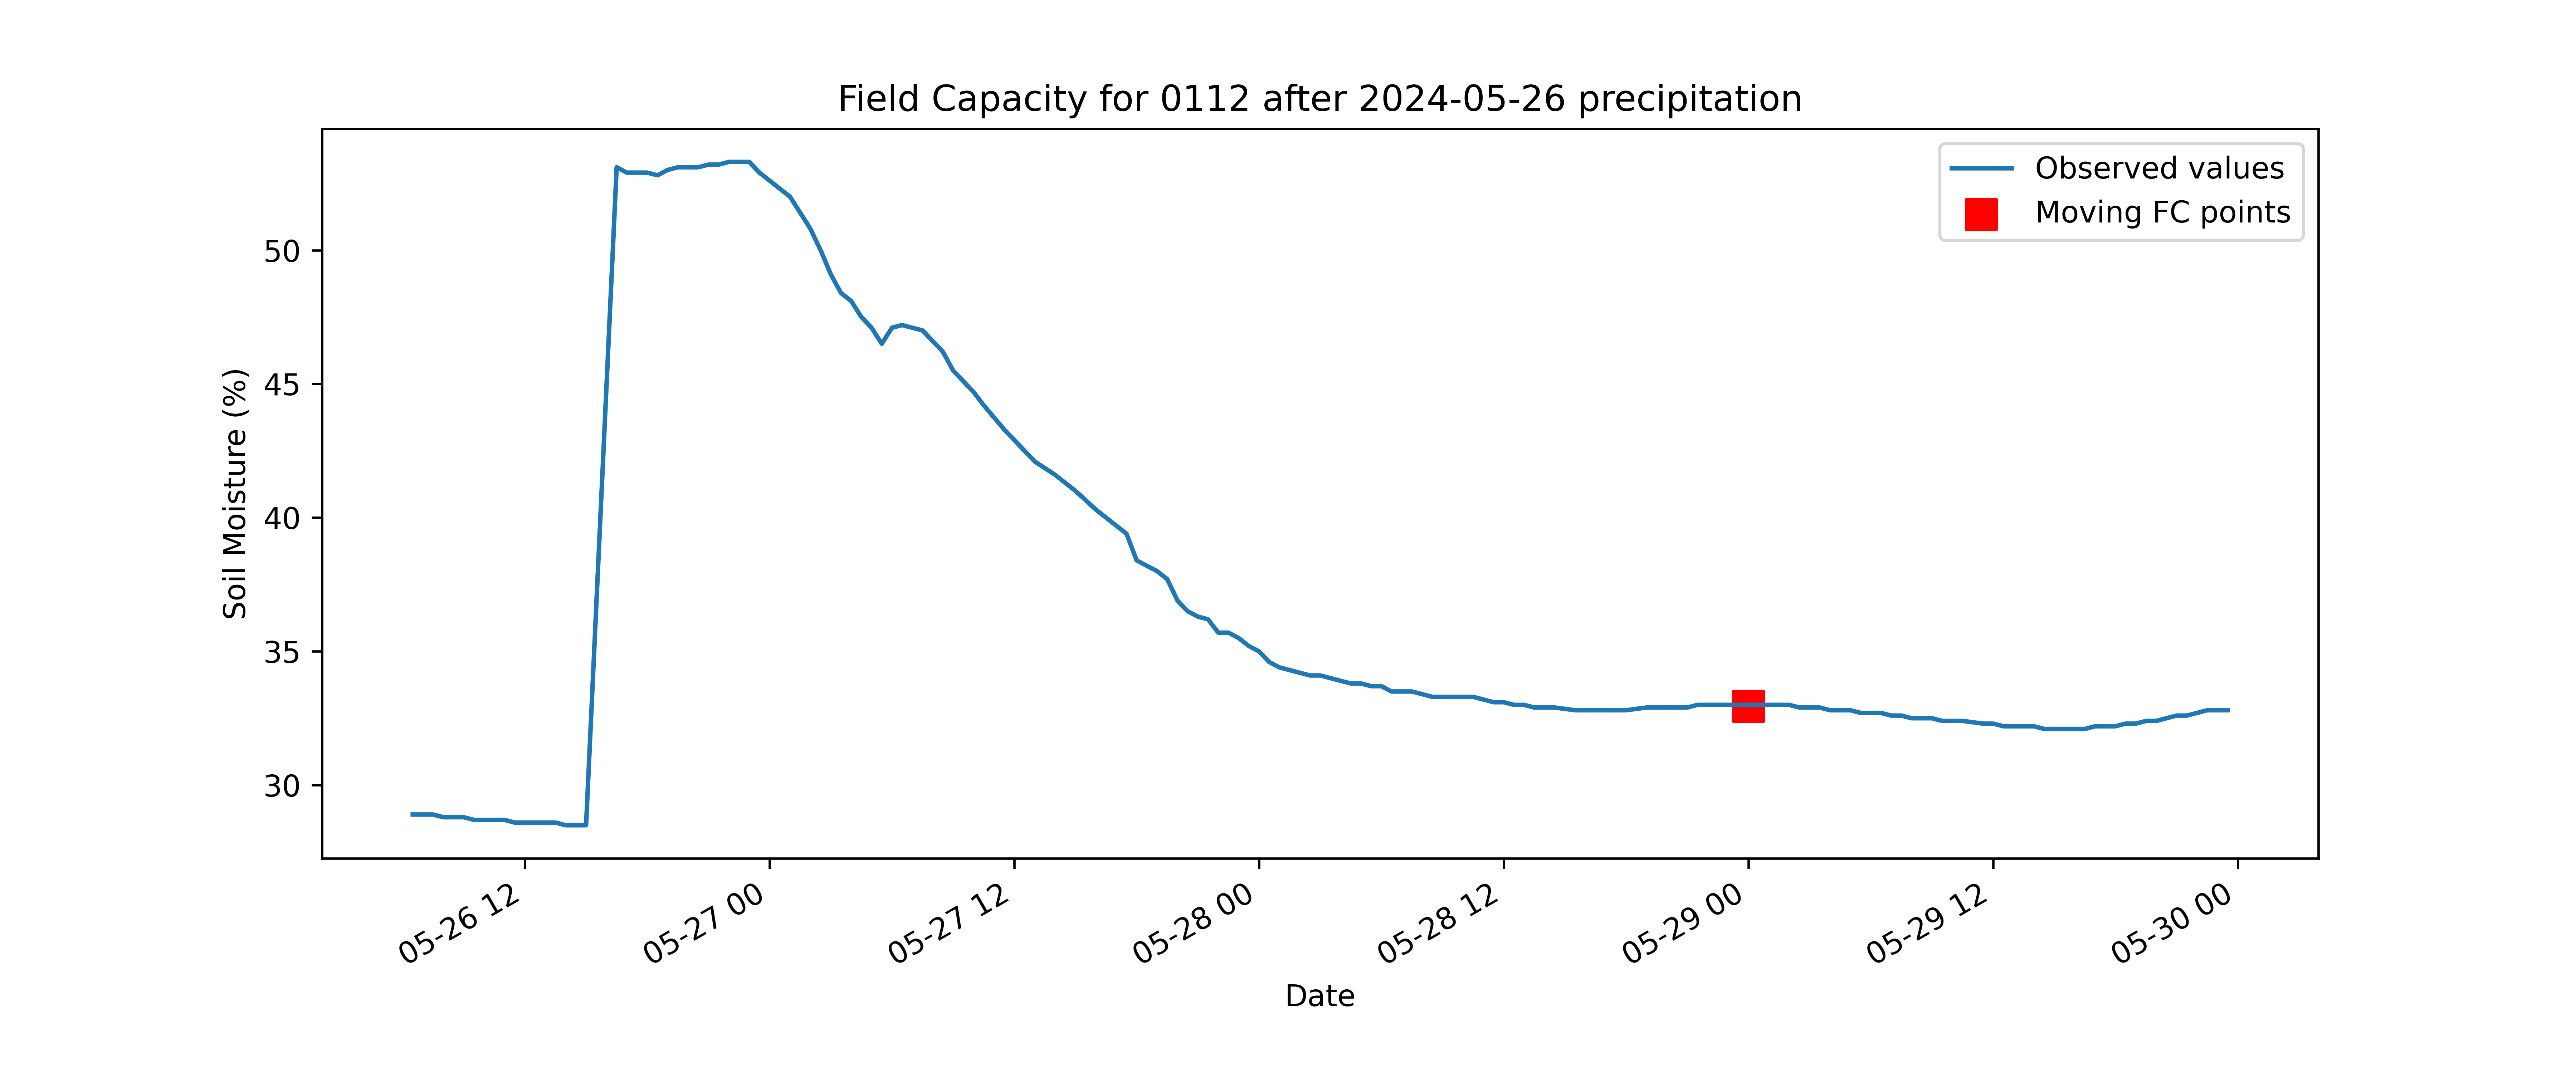 Field Capacity for 0112 after 2024-05-26 precipitation
Observed values
Moving FC points
Soil Moisture (%)
50
45
40
35
30
05-26 12
05-27 00
05-27 12
05-28 00
05-28 12
05-29 00
05-29 12
05-30 00
Date